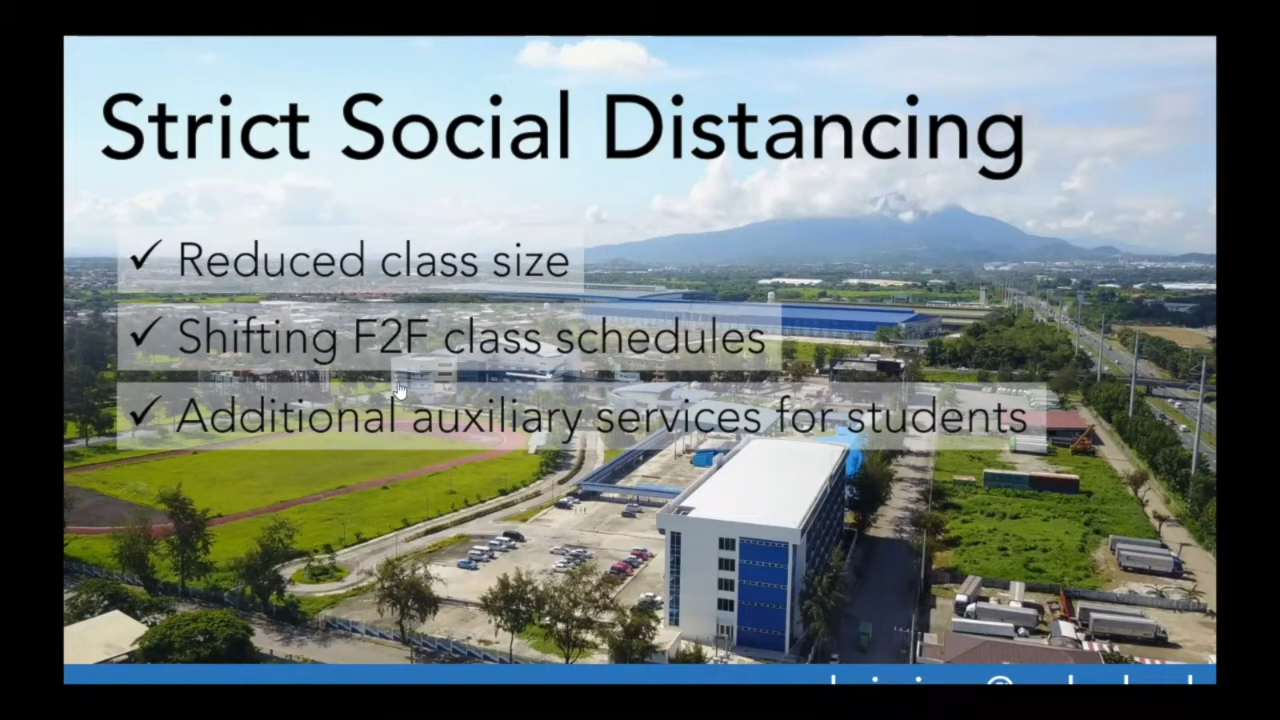 Strict Social Distancing
✓ Reduced class size
✓ Shifting F2F class schedules
✓ Additional auxiliary services for students